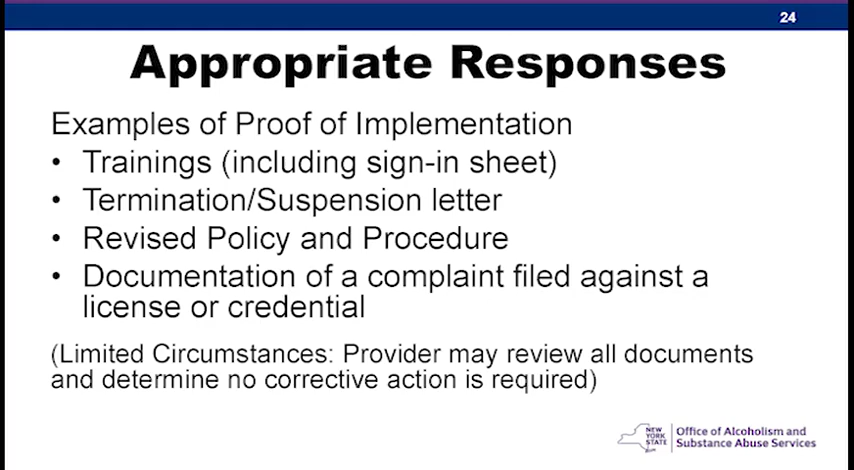 24
Appropriate Responses
Examples of Proof of Implementation
• Trainings (including sign-in sheet)
• Termination/Suspension letter
• Revised Policy and Procedure
• Documentation of a complaint filed against a
license or credential
(Limited Circumstances: Provider may review all documents
and determine no corrective action is required)
NEW
YORK
STATE
Office of Alcoholism and
Substance Abuse Services